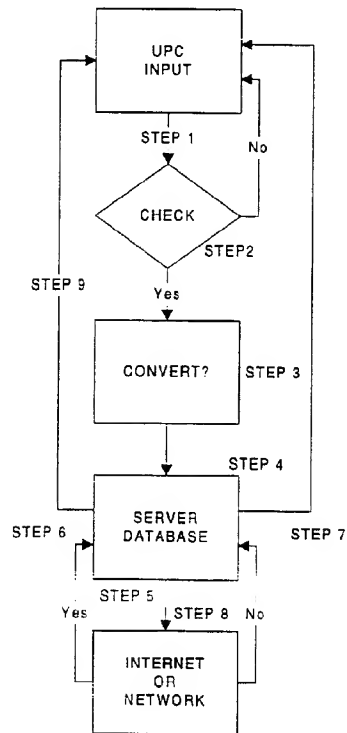 UPC
INPUT
STEP 1
No
CHECK
STEP2
STEP 9
Yes
CONVERT?
STEP 3
STEP 4
SERVER
DATABASE
STEP 6
STEP 7
STEP 5
Yes
STEP 8
No
INTERNET
OR
NETWORK